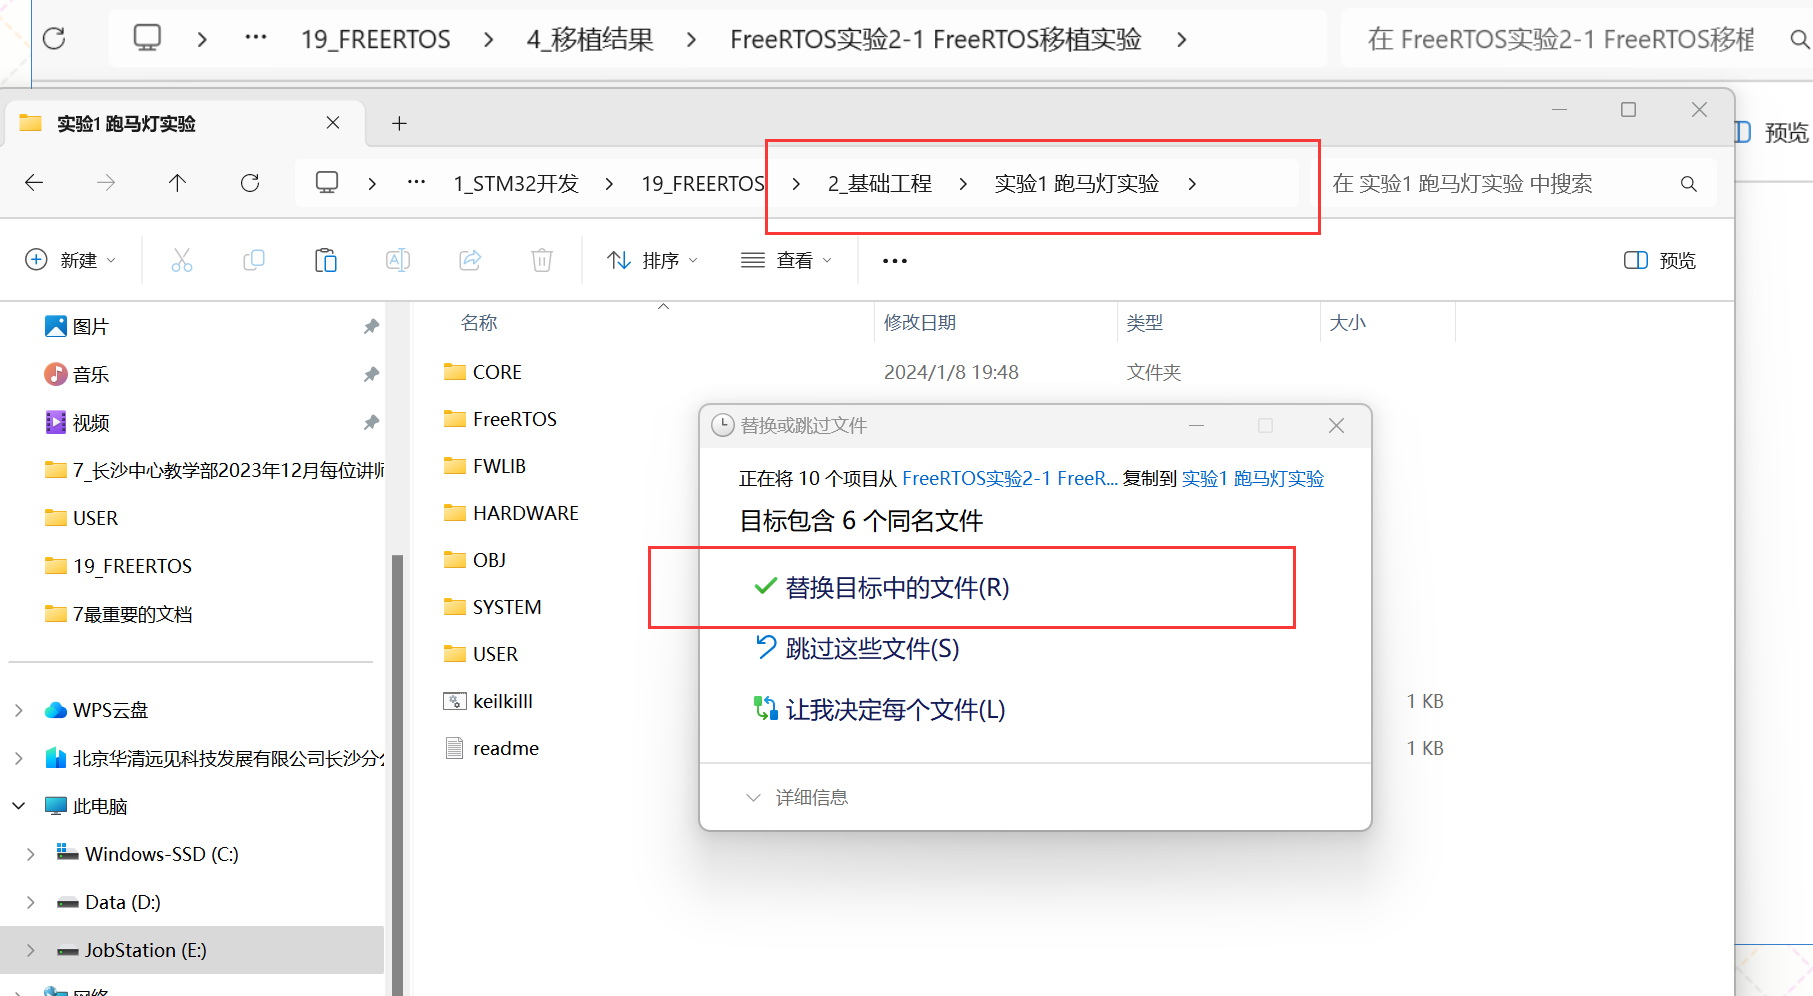 ··· 19_FREERTOS > 4_移植结果 > FreeRTOS实验2-1 FreeRTOS移植实验 >
在 FreeRTOS实验2-1 FreeRTOS移植
预览
实验1 跑马灯实验
> ··· 1_STM32开发 > 19_FREERTOS > 2_基础工程 > 实验1 跑马灯实验 >
在 实验1 跑马灯实验 中搜索
新建
排序
查看
···
预览
图片
音乐
视频
7_长沙中心教学部2023年12月每位讲师
USER
19_FREERTOS
7最重要的文档
WPS云盘
北京华清远见科技发展有限公司长沙分公
此电脑
Windows-SSD (C:)
Data (D:)
JobStation (E:)
网络
名称 修改日期 类型 大小
CORE 2024/1/8 19:48 文件夹
FreeRTOS
FWLIB
HARDWARE
OBJ
SYSTEM
USER
keilkilll 1 KB
readme 1 KB
替换或跳过文件
正在将 10 个项目从 FreeRTOS实验2-1 FreeR... 复制到 实验1 跑马灯实验
目标包含 6 个同名文件
替换目标中的文件(R)
跳过这些文件(S)
让我决定每个文件(L)
详细信息